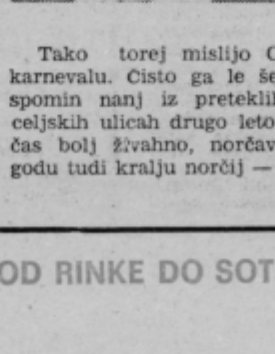 Tako torej mislijo
karnevalu. Čisto ga le še
spomin nanj iz preteklih
celjskih ulicah drugo leto
čas bolj živahno, norčav
godu tudi kralju norčij —
OD RINKE DO SOT